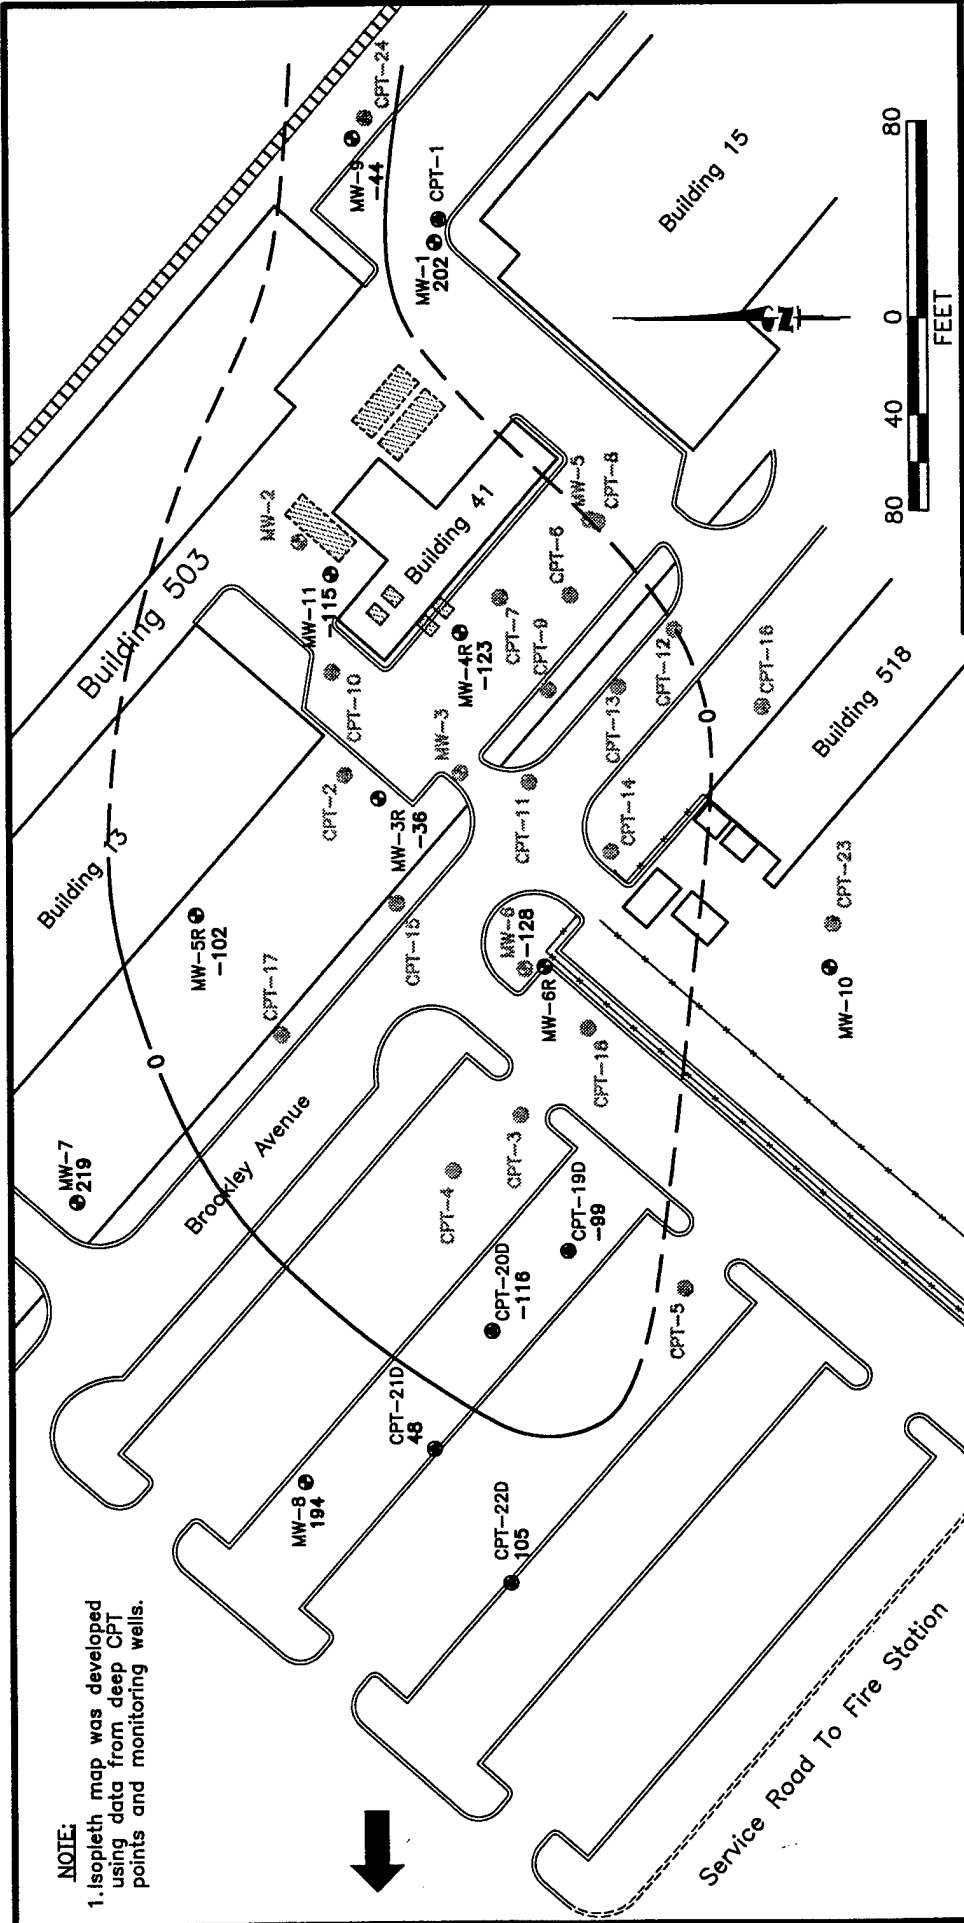 NOTE:
1.Isopleth map was developed
using data from deep CPT
points and monitoring wells.
MW-7
219
MW-8
194
CPT-21D
48
CPT-22D
105
CPT-20D
-116
CPT-19D
-99
CPT-5
CPT-4
CPT-3
CPT-18
Brookley Avenue
0
CPT-17
MW-5R
-102
Building 73
CPT-15
MW-6
-128
MW-6R
MW-10
CPT-23
CPT-2
MW-3R
-36
MW-3
CPT-11
CPT-14
CPT-13
CPT-12
0
CPT-16
Building 518
CPT-10
MW-11
-115
MW-2
MW-4R
-123
CPT-7
CPT-9
CPT-6
MW-5
CPT-8
Building 41
Building 503
MW-9
-44
CPT-24
MW-1
202
CPT-1
Building 15
N
80
40
0
80
FEET
Service Road To Fire Station